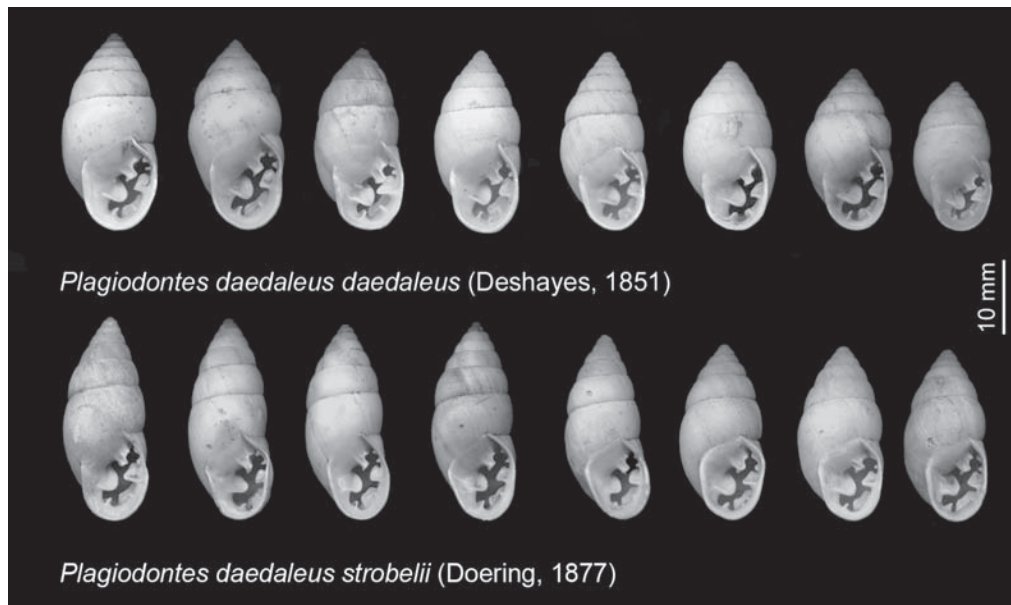 Plagiodontes daedaleus daedaleus (Deshayes, 1851)
10 mm
Plagiodontes daedaleus strobelii (Doering, 1877)